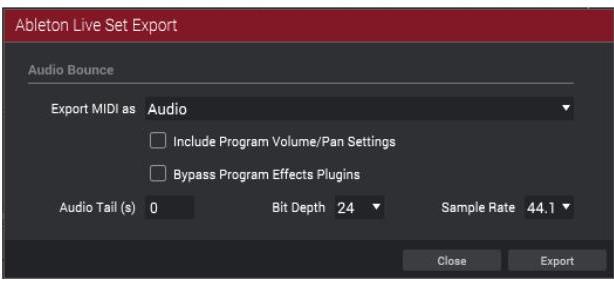 Ableton Live Set Export
Audio Bounce
Export MIDI as Audio
Include Program Volume/Pan Settings
Bypass Program Effects Plugins
Audio Tail (s) 0 Bit Depth 24 Sample Rate 44.1
Close Export